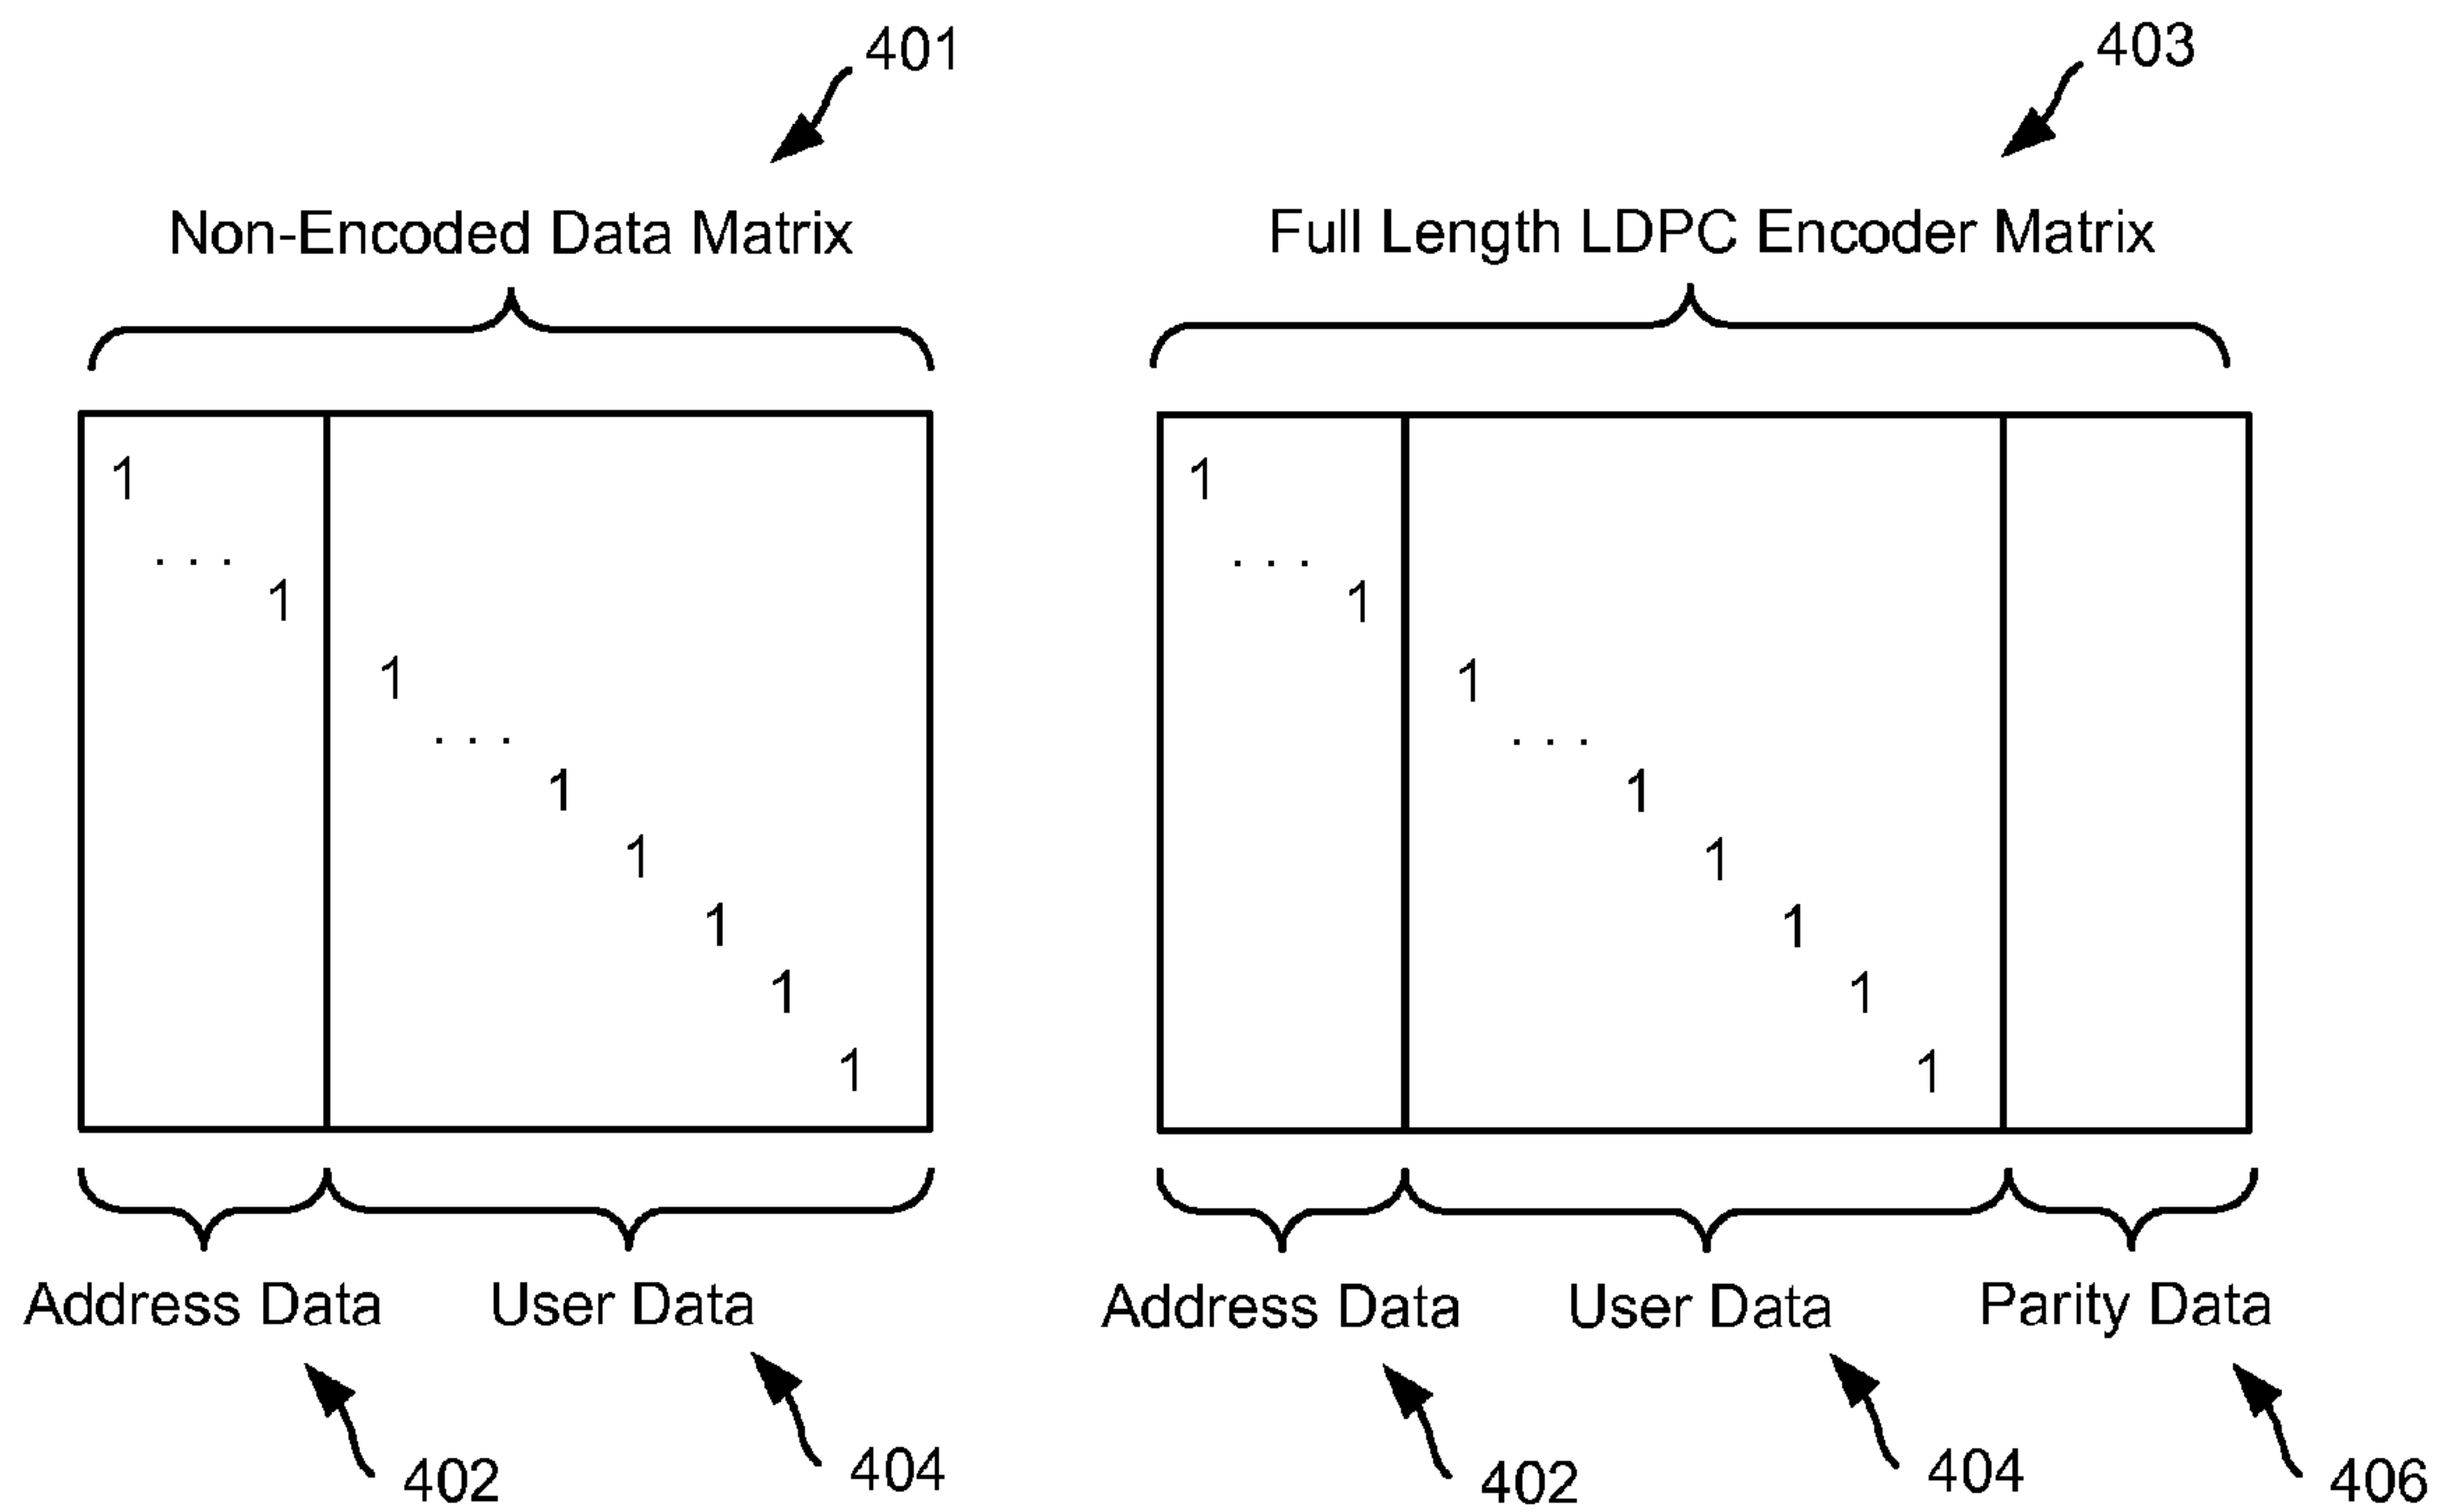 401 403
Non-Encoded Data Matrix Full Length LDPC Encoder Matrix
1 1
. . . . . .
1 1
1 1
. . . . . .
1 1
1 1
1 1
1 1
1 1
Address Data User Data Address Data User Data Parity Data
402 404 402 404 406